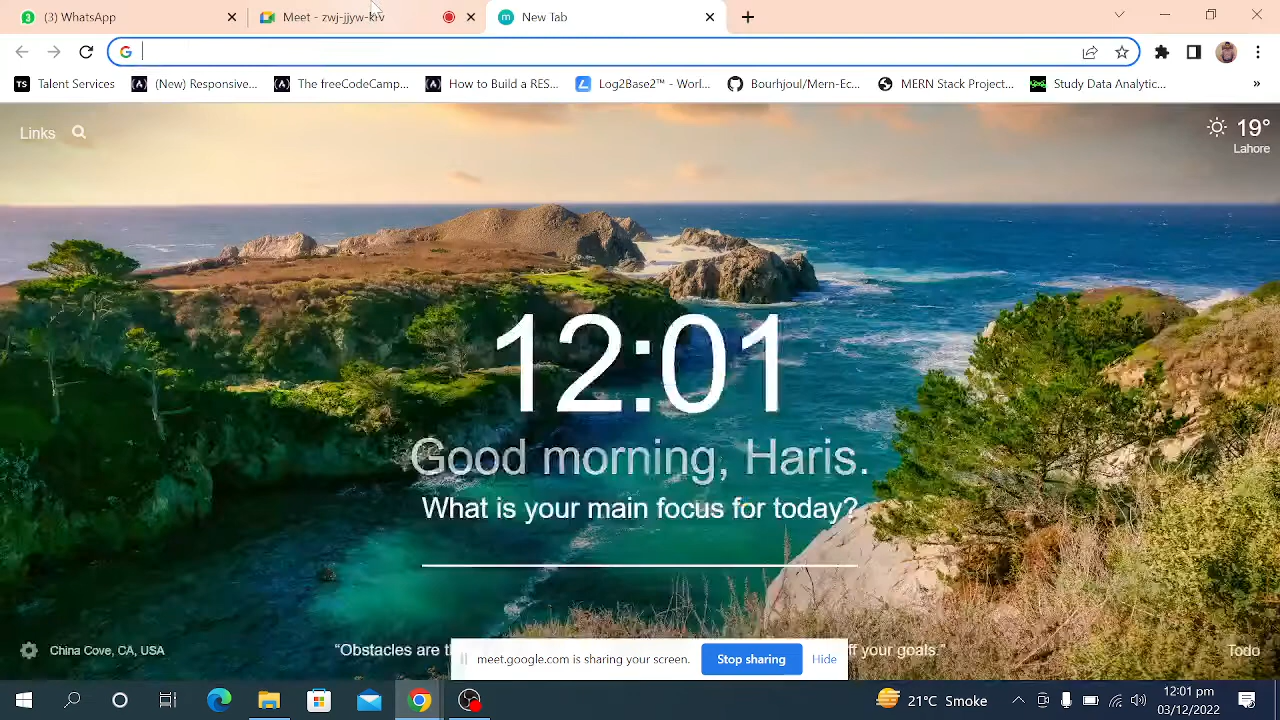 (3) WhatsApp
Meet - zwj-jjyw-
New Tab
Talent Services
(New) Responsive...
The freeCodeCamp...
How to Build a RES...
Log2Base2™ - Worl...
Bourhjoul/Mern-Ec...
MERN Stack Project...
Study Data Analytic...
»
Links
19°
Lahore
12:01
Good morning, Haris.
What is your main focus for today?
China Cove, CA, USA
“Obstacles are
ff your goals.”
Todo
meet.google.com is sharing your screen.
Stop sharing
Hide
21°C Smoke
12:01 pm
03/12/2022